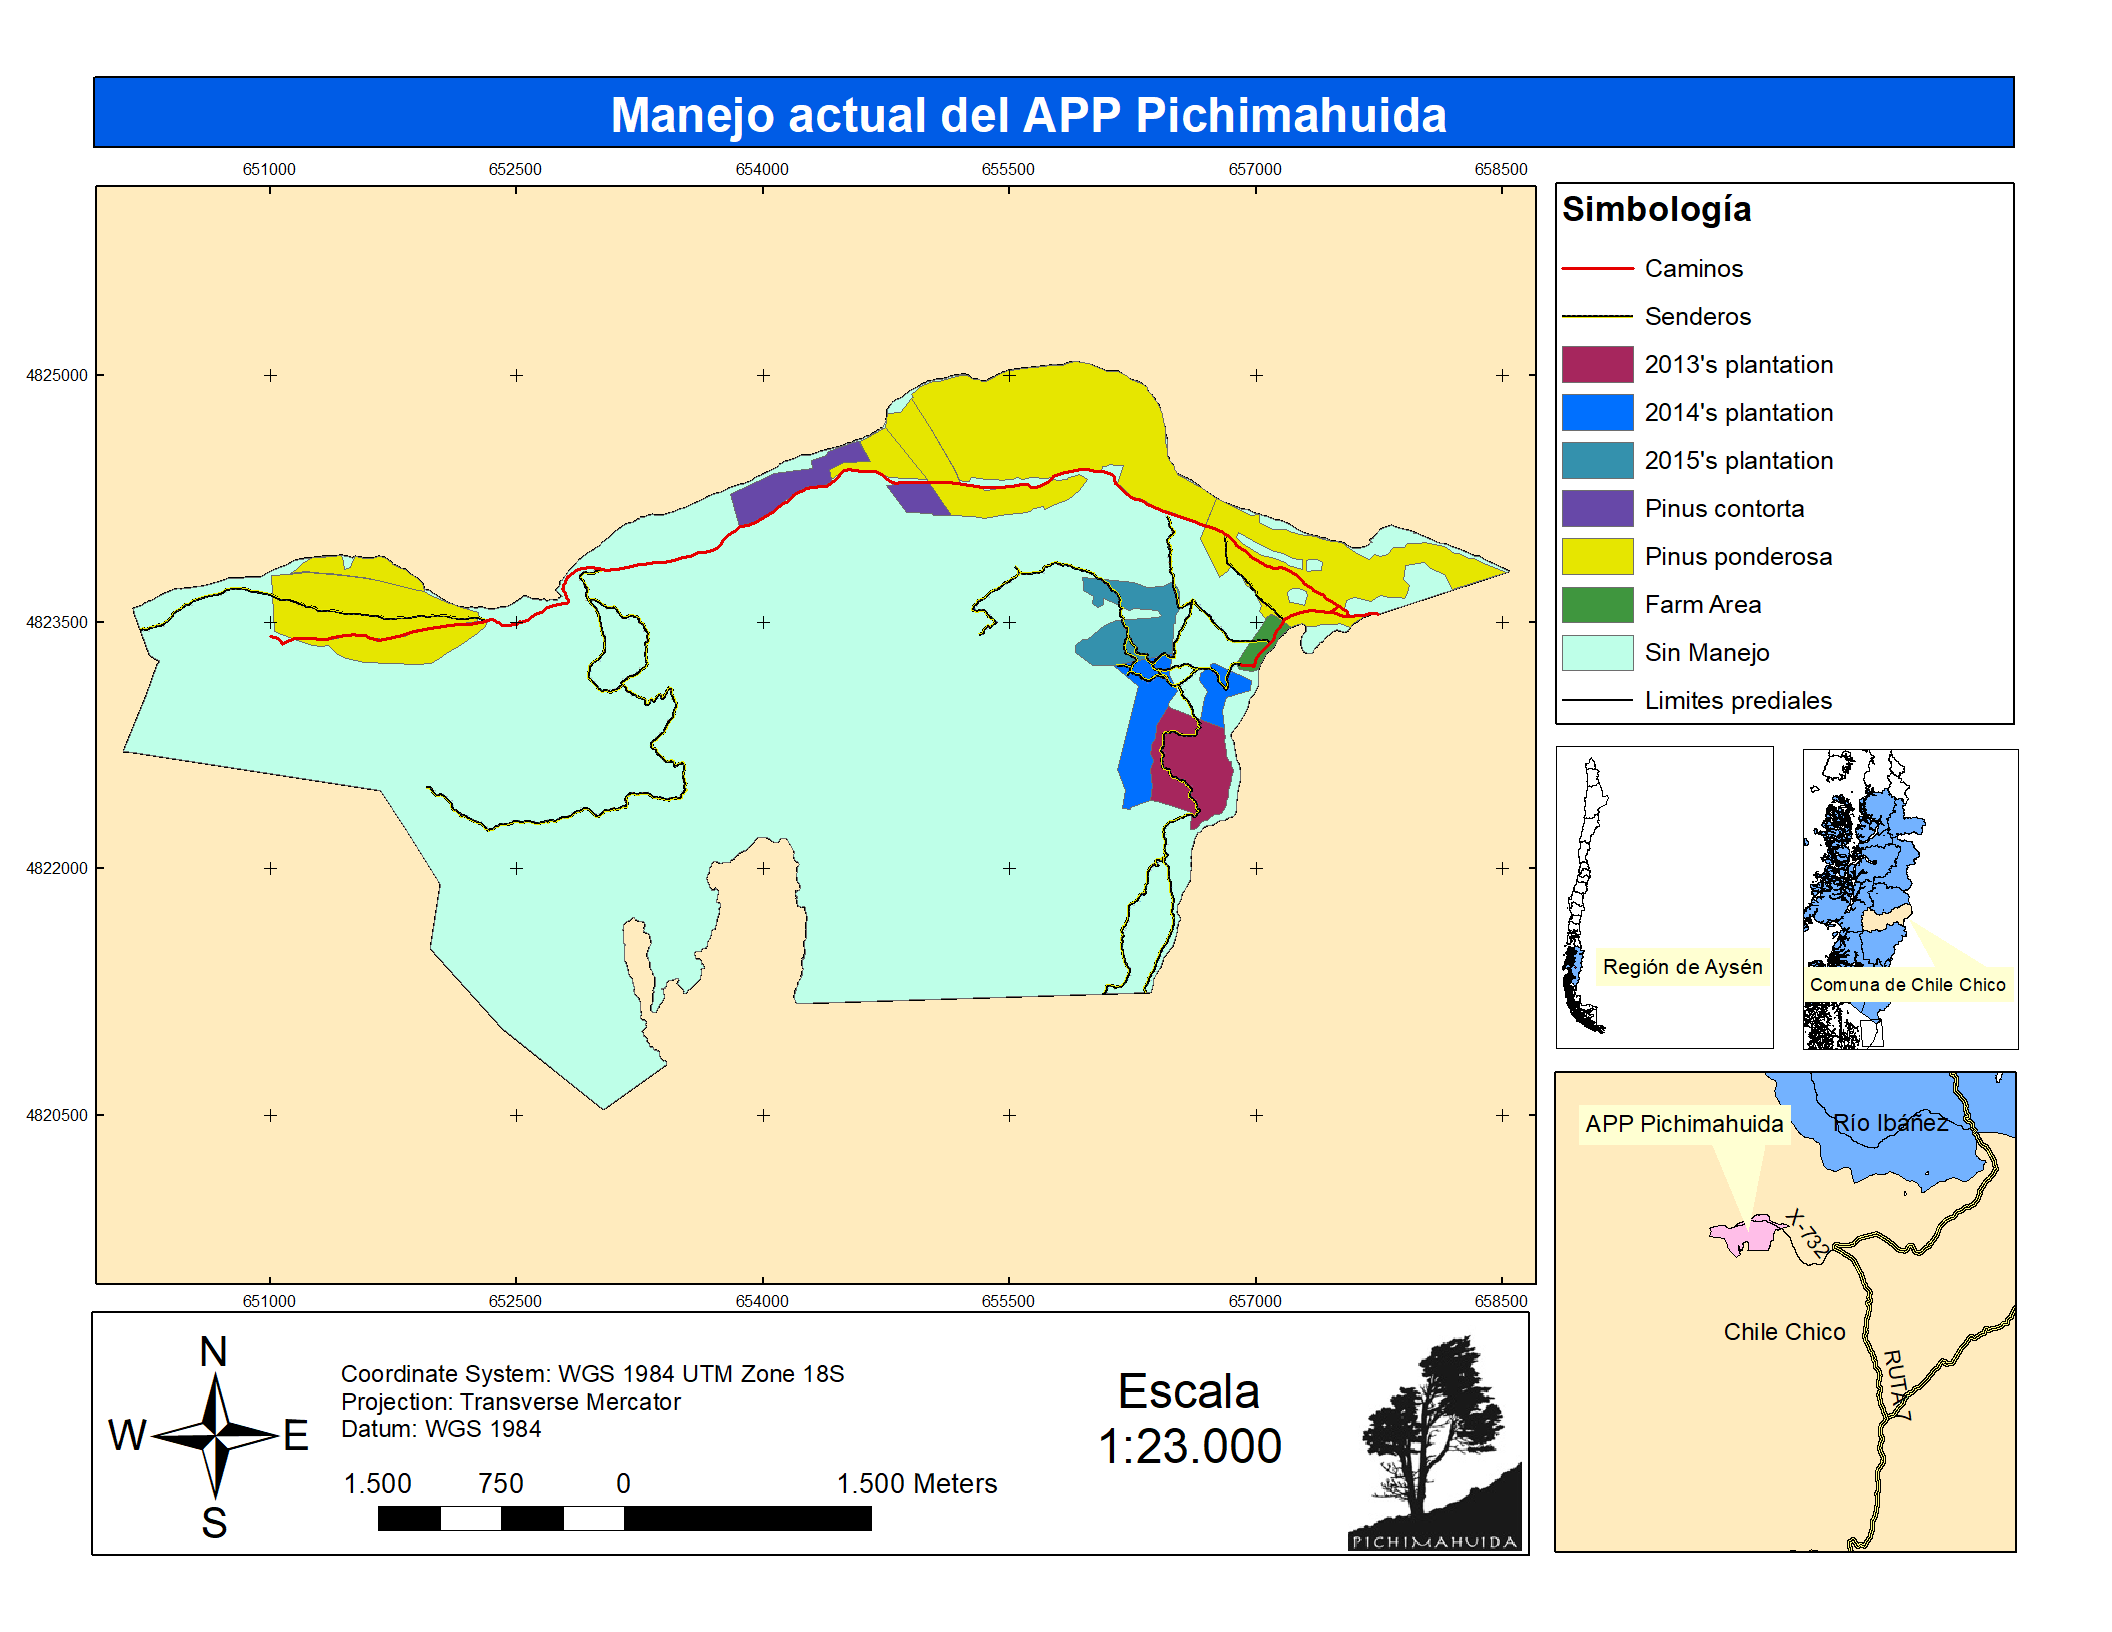 Manejo actual del APP Pichimahuida
651000 652500 654000 655500 657000 658500
4825000
4823500
4822000
4820500
651000 652500 654000 655500 657000 658500
Simbología
Caminos
Senderos
2013's plantation
2014's plantation
2015's plantation
Pinus contorta
Pinus ponderosa
Farm Area
Sin Manejo
Limites prediales
Región de Aysén
Comuna de Chile Chico
APP Pichimahuida
Río Ibáñez
X-732
Chile Chico
RUTA 7
N
W E
S
Coordinate System: WGS 1984 UTM Zone 18S
Projection: Transverse Mercator
Datum: WGS 1984
1.500 750 0 1.500 Meters
Escala
1:23.000
PICHIMAHUIDA